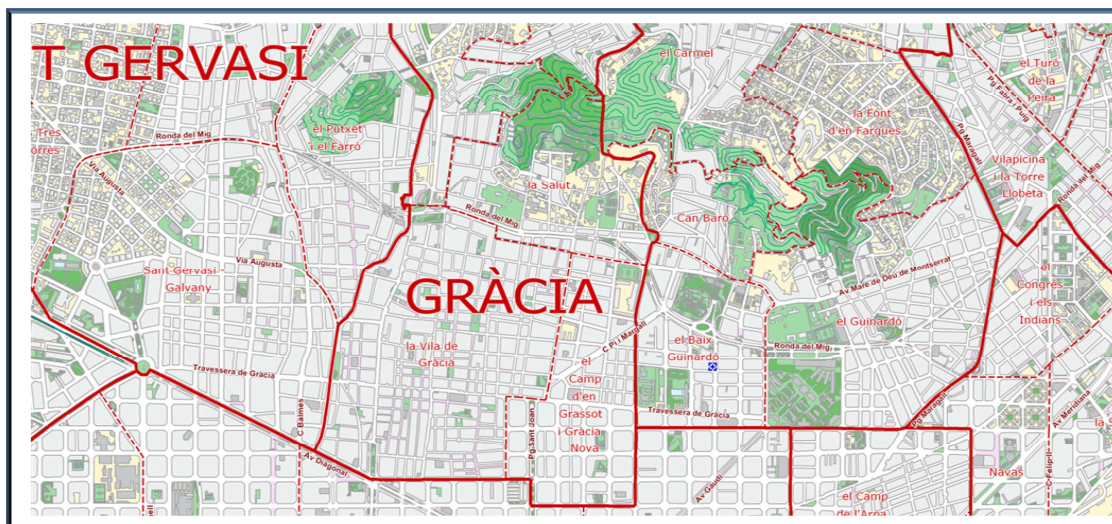 T GERVASI
el Carmel
el Turó
de la
Peira
Pg Fabra i Puig
la Font
d'en Fargues
el Putxet
i el Farró
Tres
Torres
Ronda del Mig
Pg Maragall
Vilapicina
i la Torre
Llobeta
Ronda del Mig
Via Augusta
la Salut
Ronda del Mig
Can Baró
Via Augusta
Sant Gervasi -
Galvany
GRÀCIA
Av Mare de Déu de Montserrat
el
Congrés
i els
Indians
el Guinardó
C Pi i Margall
el Baix
Guinardó
Ronda del Mig
la Vila de
Gràcia
el
Camp
d'en
Grassot
i Gràcia
Nova
Travessera de Gràcia
C Balmes
Pg Sant Joan
Travessera de Gràcia
Pg Maragall
Av Meridiana
Av Diagonal
Av Gaudí
Navas
C Felip II
el Camp
de l'Arpa